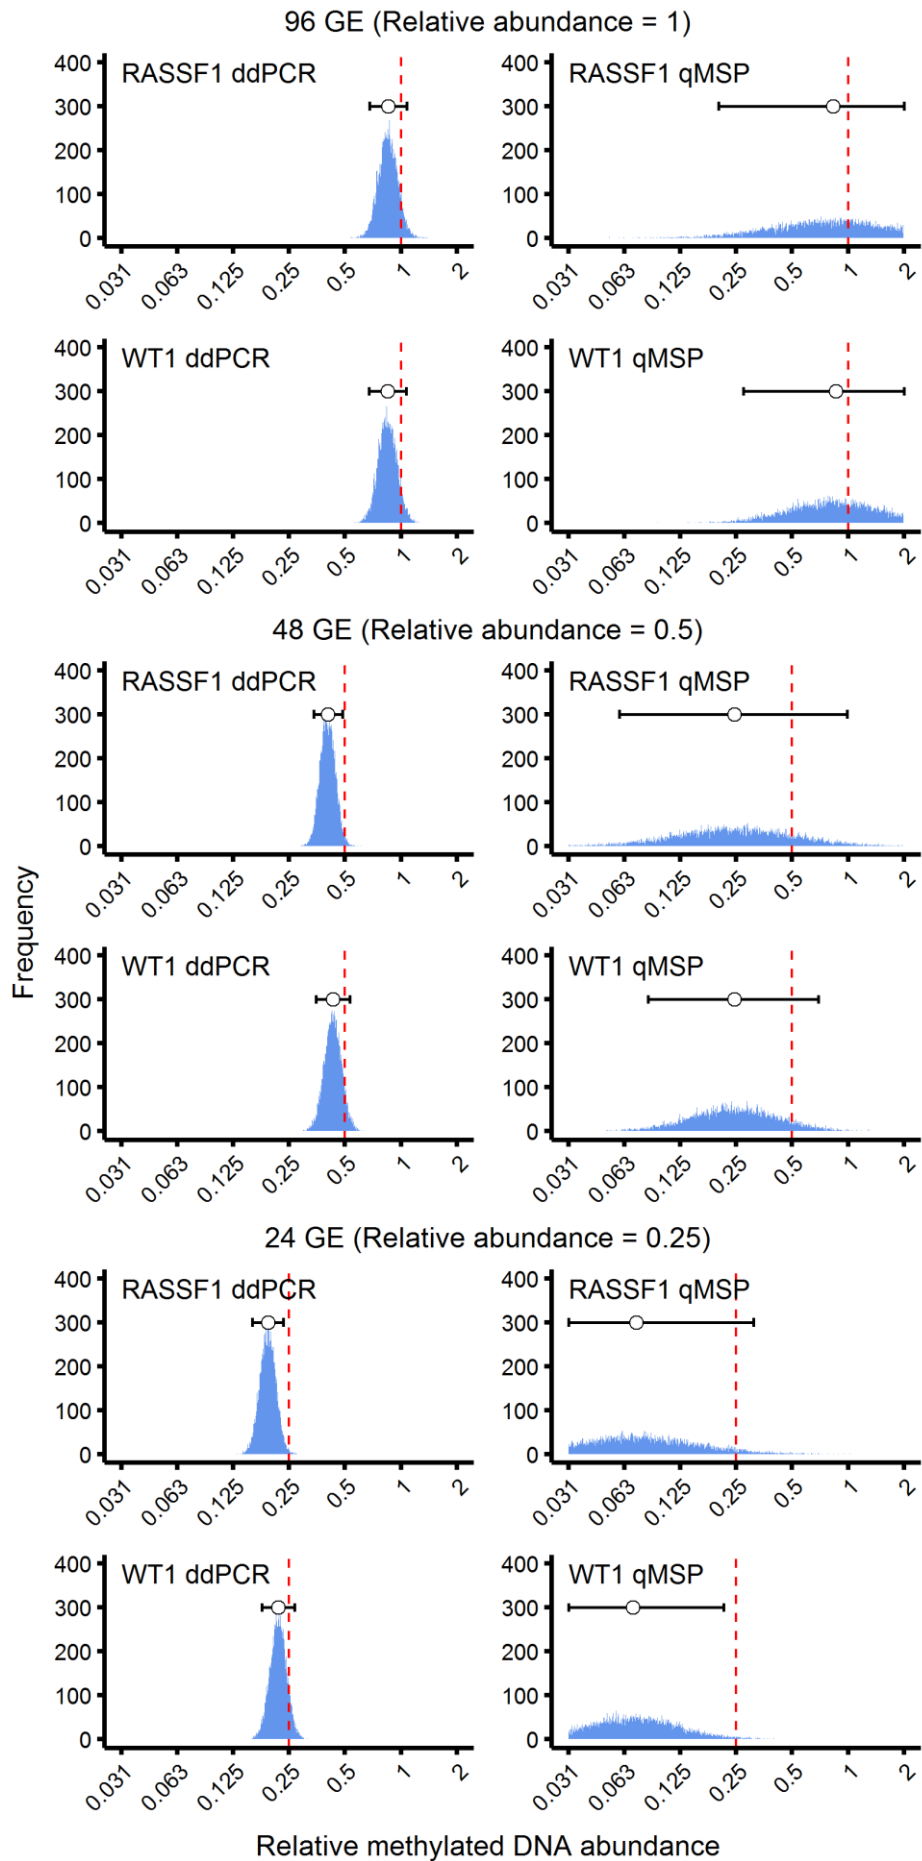 96 GE (Relative abundance = 1)
RASSF1 ddPCR
400
300
200
100
0
0.031 0.063 0.125 0.25 0.5 1 2
RASSF1 qMSP
400
300
200
100
0
0.031 0.063 0.125 0.25 0.5 1 2
WT1 ddPCR
400
300
200
100
0
0.031 0.063 0.125 0.25 0.5 1 2
WT1 qMSP
400
300
200
100
0
0.031 0.063 0.125 0.25 0.5 1 2
48 GE (Relative abundance = 0.5)
RASSF1 ddPCR
400
300
200
100
0
0.031 0.063 0.125 0.25 0.5 1 2
RASSF1 qMSP
400
300
200
100
0
0.031 0.063 0.125 0.25 0.5 1 2
Frequency
WT1 ddPCR
400
300
200
100
0
0.031 0.063 0.125 0.25 0.5 1 2
WT1 qMSP
400
300
200
100
0
0.031 0.063 0.125 0.25 0.5 1 2
24 GE (Relative abundance = 0.25)
RASSF1 ddPCR
400
300
200
100
0
0.031 0.063 0.125 0.25 0.5 1 2
RASSF1 qMSP
400
300
200
100
0
0.031 0.063 0.125 0.25 0.5 1 2
WT1 ddPCR
400
300
200
100
0
0.031 0.063 0.125 0.25 0.5 1 2
WT1 qMSP
400
300
200
100
0
0.031 0.063 0.125 0.25 0.5 1 2
Relative methylated DNA abundance